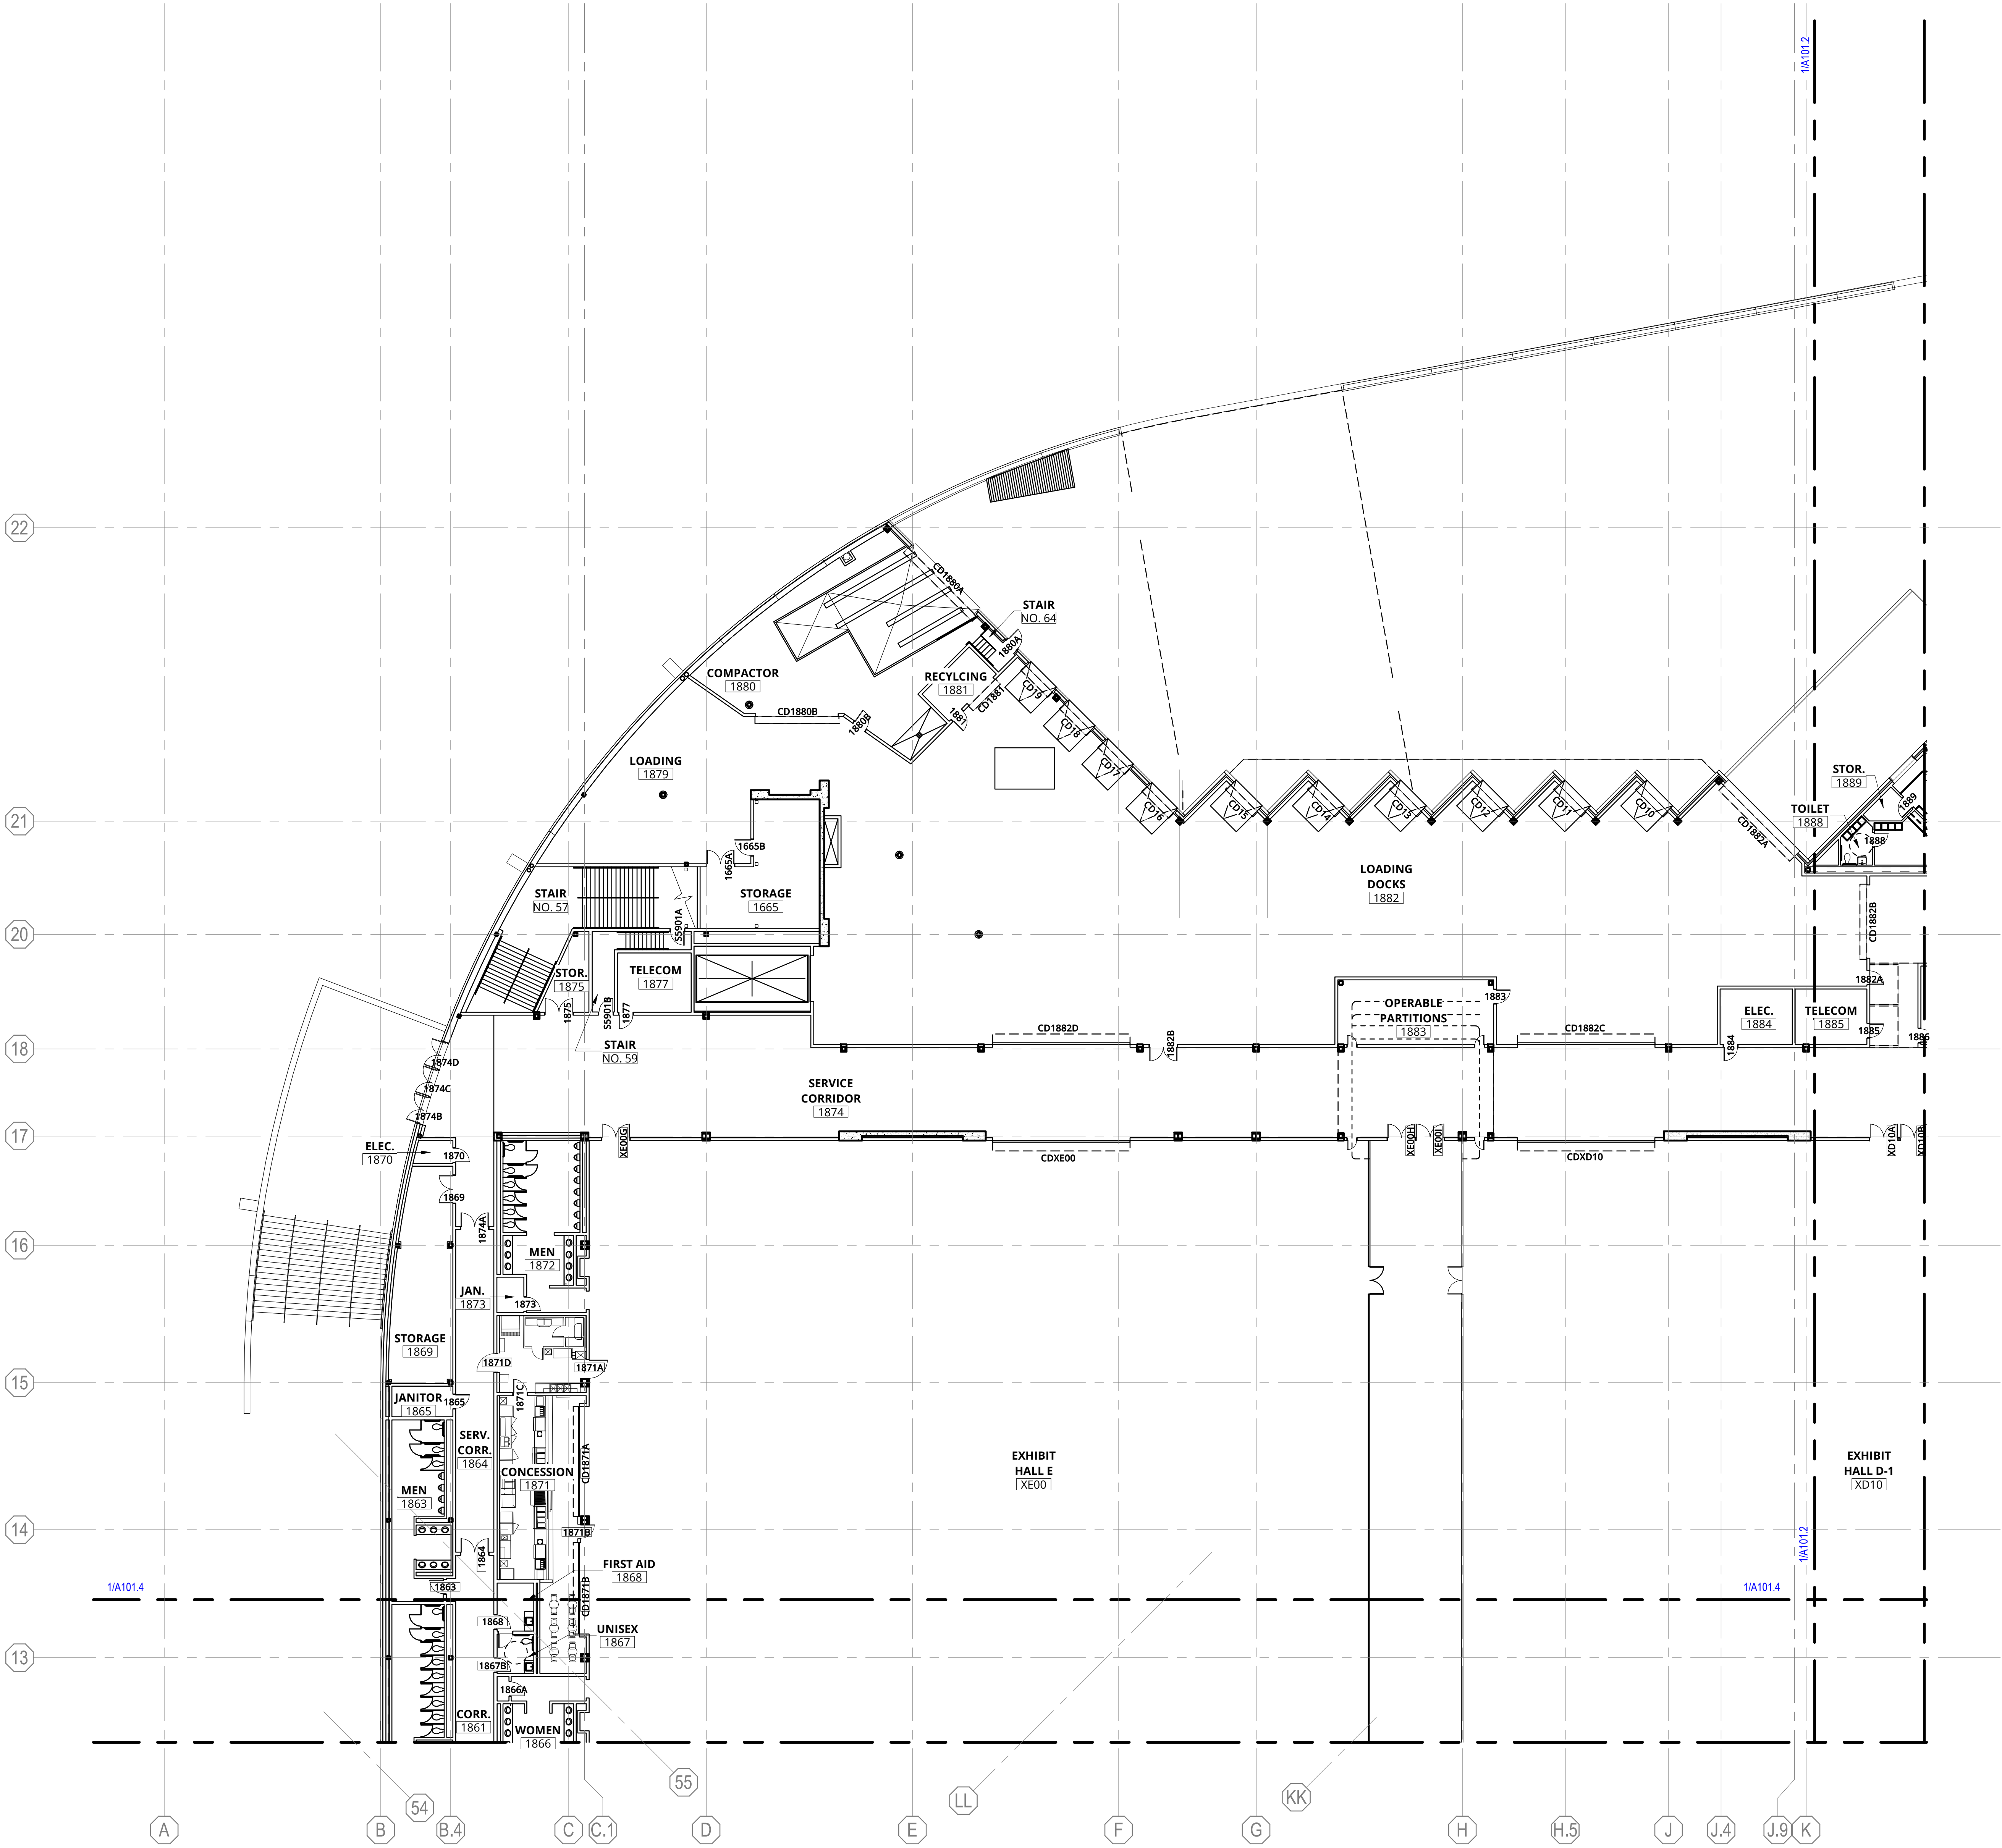 1/A101.2
22
CD1880A
STAIR
NO. 64
1880A
COMPACTOR
1880
RECYLCING
1881
CD1881
CD19
CD1880B
1880B
1881
CD18
LOADING
1879
CD17
STOR.
1889
1889
CD16
CD15
CD14
CD13
CD12
CD11
CD10
TOILET
1888
21
CD1882A
1888
1665B
1665A
LOADING
DOCKS
1882
STAIR
NO. 57
STORAGE
1665
S5901A
CD1882B
20
STOR.
1875
TELECOM
1877
1882A
1875
S5901B
1877
OPERABLE
PARTITIONS
1883
1883
ELEC.
1884
TELECOM
1885
CD1882D
CD1882C
1885
1886
STAIR
NO. 59
1882B
1884
18
1874D
1874C
1874B
SERVICE
CORRIDOR
1874
17
ELEC.
1870
1870
XE00G
CDXE00
XE00H
XE00I
CDXD10
XD10A
XD10B
1869
1874A
16
MEN
1872
JAN.
1873
1873
STORAGE
1869
1871D
1871A
15
JANITOR
1865
1865
1871C
SERV.
CORR.
1864
CD1871A
CONCESSION
1871
EXHIBIT
HALL E
XE00
EXHIBIT
HALL D-1
XD10
MEN
1863
14
1871B
1864
1/A101.2
FIRST AID
1868
1/A101.4
1863
CD1871B
1/A101.4
1868
UNISEX
1867
13
1867B
1866A
CORR.
1861
WOMEN
1866
55
LL
KK
54
A
B
B.4
C
C.1
D
E
F
G
H
H.5
J
J.4
J.9
K